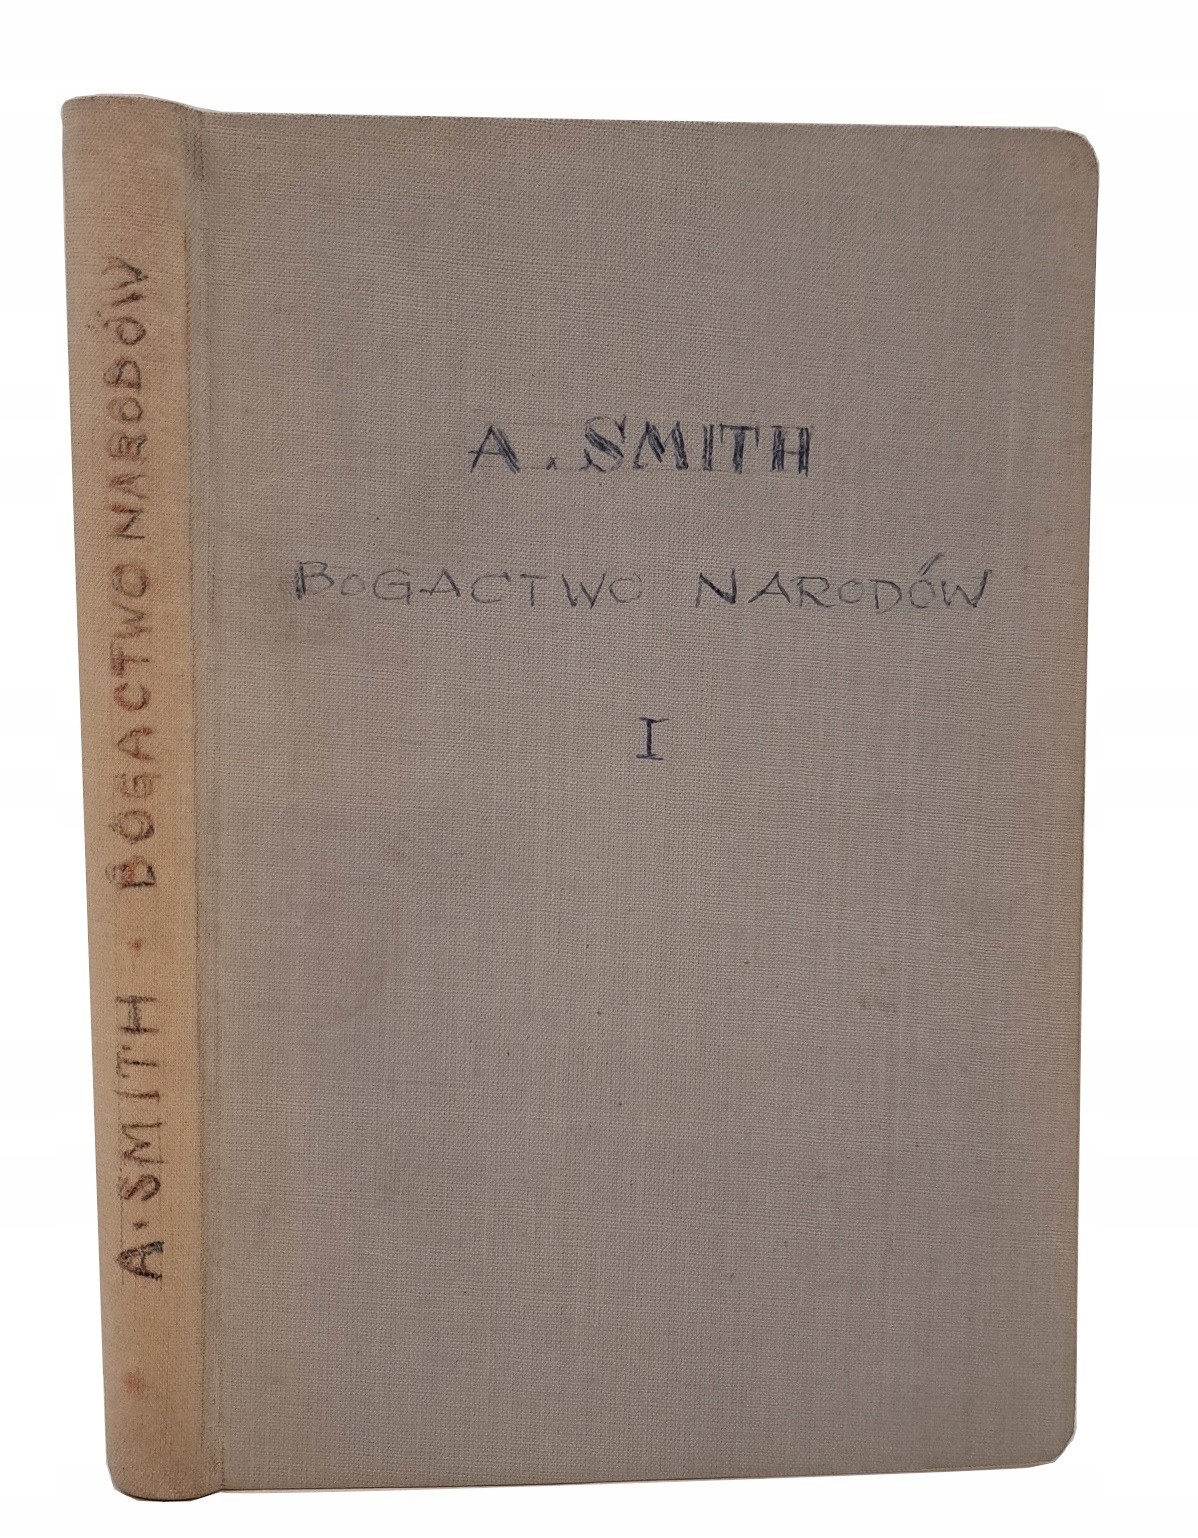 A. SMITH
BOGACTWO NARODÓW
I
A. SMITH · BOGACTWO NARODÓW